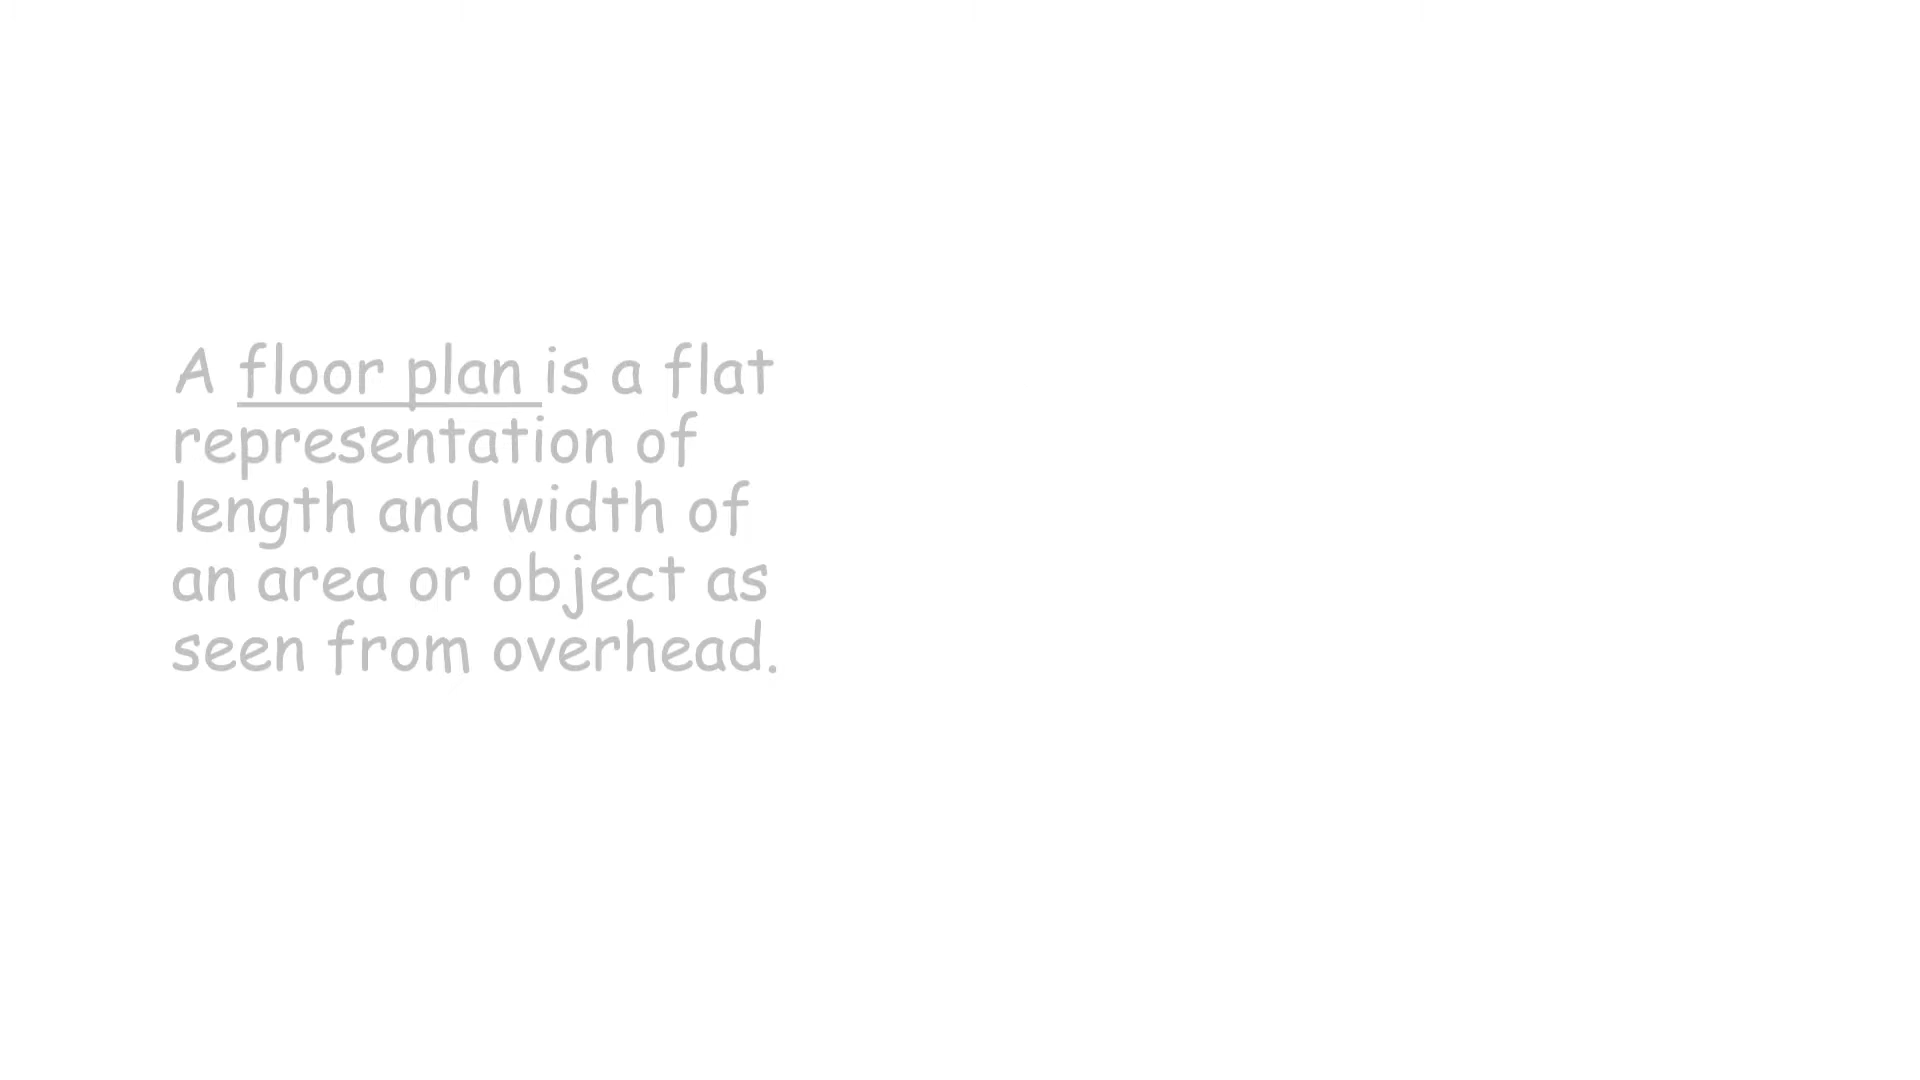 A floor plan is a flat
representation of
length and width of
an area or object as
seen from overhead.